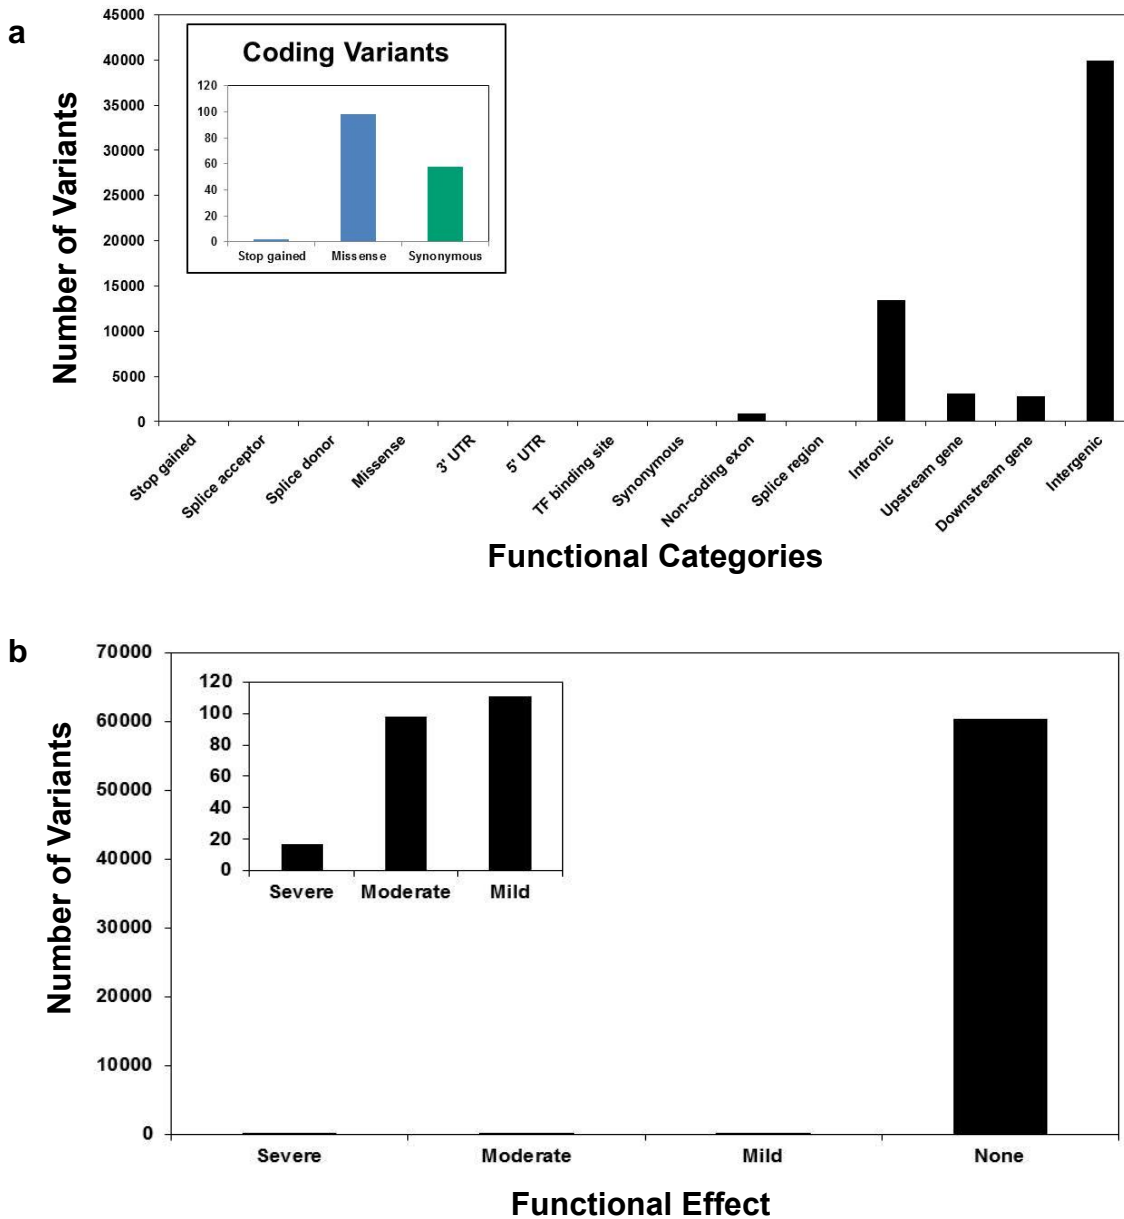 a
45000
40000
35000
30000
25000
20000
15000
10000
5000
0
Number of Variants
Coding Variants
120
100
80
60
40
20
0
Stop gained Missense Synonymous
Stop gained
Splice acceptor
Splice donor
Missense
3' UTR
5' UTR
TF binding site
Synonymous
Non-coding exon
Splice region
Intronic
Upstream gene
Downstream gene
Intergenic
Functional Categories
b
70000
60000
50000
40000
30000
20000
10000
0
Number of Variants
120
100
80
60
40
20
0
Severe Moderate Mild
Severe Moderate Mild None
Functional Effect